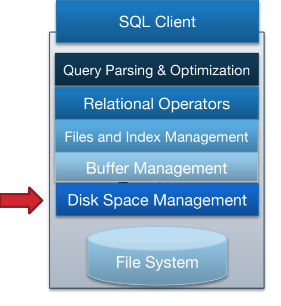 SQL Client
Query Parsing & Optimization
Relational Operators
Files and Index Management
Buffer Management
Disk Space Management
File System